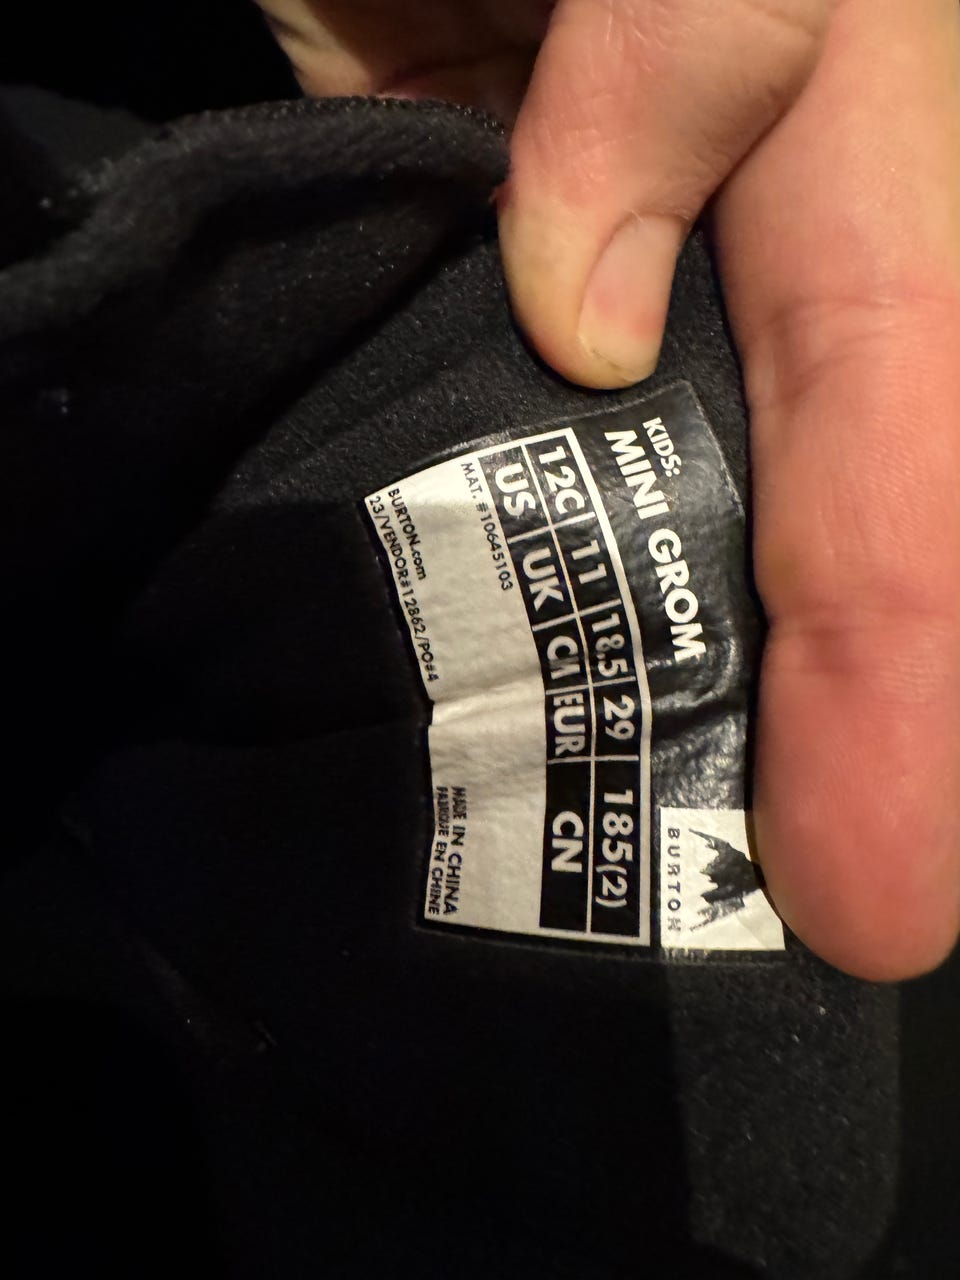 KIDS:
MINI GROM
BURTON
12C 11 18,5 29 185(2)
US UK CM EUR CN
MAT. #10645103
MADE IN CHINA
FABRIQUE EN CHINE
BURTON.com
23/VENDOR#12862/PO#4